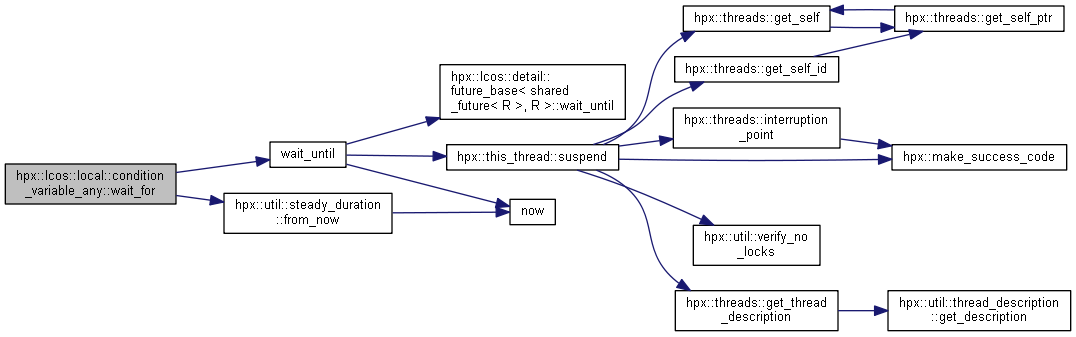 hpx::lcos::local::condition
_variable_any::wait_for
wait_until
hpx::util::steady_duration
::from_now
hpx::lcos::detail::
future_base< shared
_future< R >, R >::wait_until
hpx::this_thread::suspend
now
hpx::threads::get_self
hpx::threads::get_self_id
hpx::threads::interruption
_point
hpx::util::verify_no
_locks
hpx::threads::get_thread
_description
hpx::threads::get_self_ptr
hpx::make_success_code
hpx::util::thread_description
::get_description